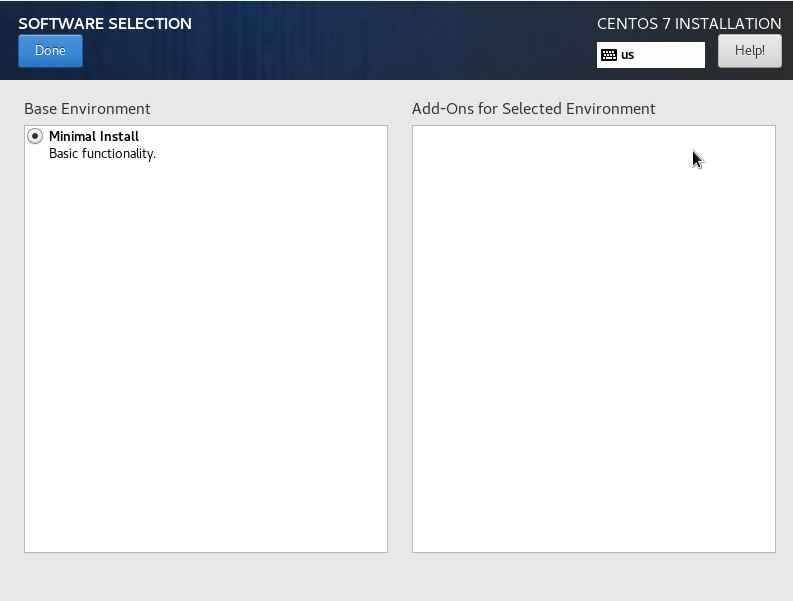 SOFTWARE SELECTION
CENTOS 7 INSTALLATION
Done
us
Help!
Base Environment
Add-Ons for Selected Environment
Minimal Install
Basic functionality.